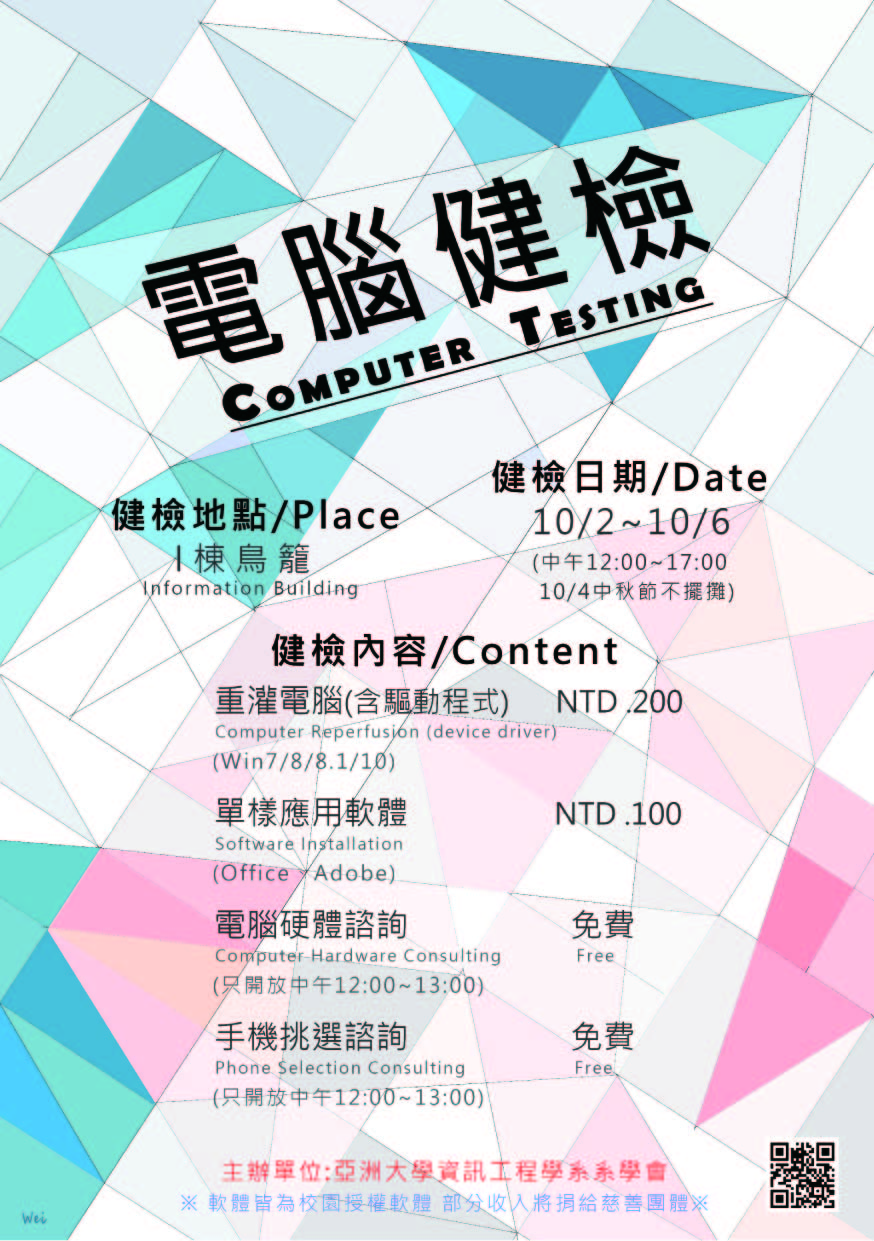 電腦健檢
COMPUTER TESTING
健檢地點/Place
I棟鳥籠
Information Building
健檢日期/Date
10/2~10/6
(中午12:00~17:00
10/4中秋節不擺攤)
健檢內容/Content
重灌電腦(含驅動程式) NTD .200
Computer Reperfusion (device driver)
(Win7/8/8.1/10)
單樣應用軟體 NTD .100
Software Installation
(Office、Adobe)
電腦硬體諮詢 免費
Computer Hardware Consulting Free
(只開放中午12:00~13:00)
手機挑選諮詢 免費
Phone Selection Consulting Free
(只開放中午12:00~13:00)
主辦單位:亞洲大學資訊工程學系系學會
※ 軟體皆為校園授權軟體 部分收入將捐給慈善團體※
Wei